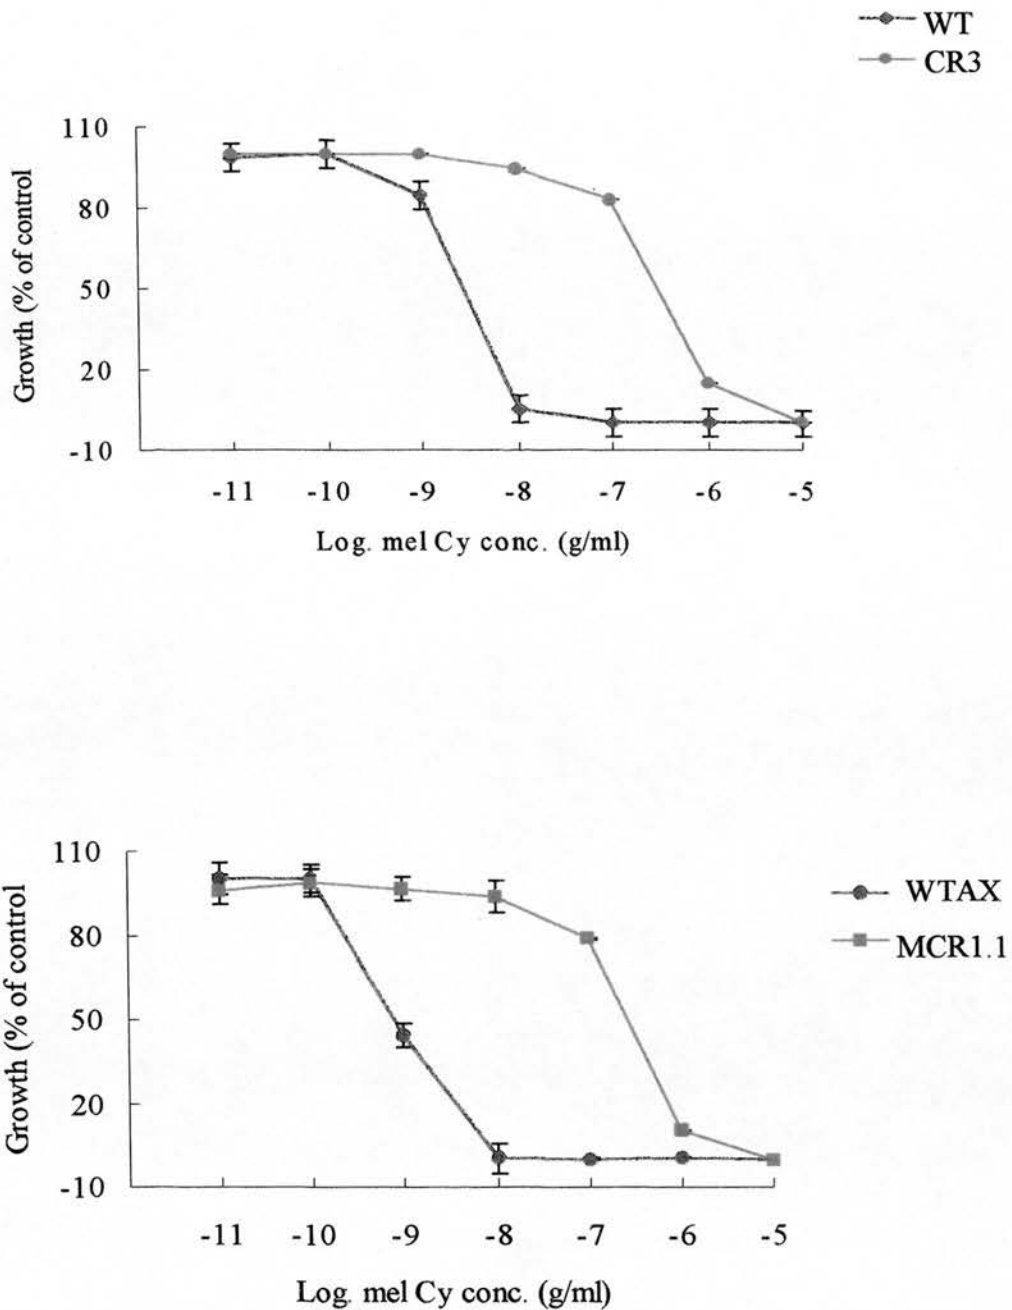 WT
CR3
110
80
50
20
-10
Growth (% of control
-11 -10 -9 -8 -7 -6 -5
Log. mel Cy conc. (g/ml)
WTAX
MCR1.1
110
80
50
20
-10
Growth (% of control
-11 -10 -9 -8 -7 -6 -5
Log. mel Cy conc. (g/ml)